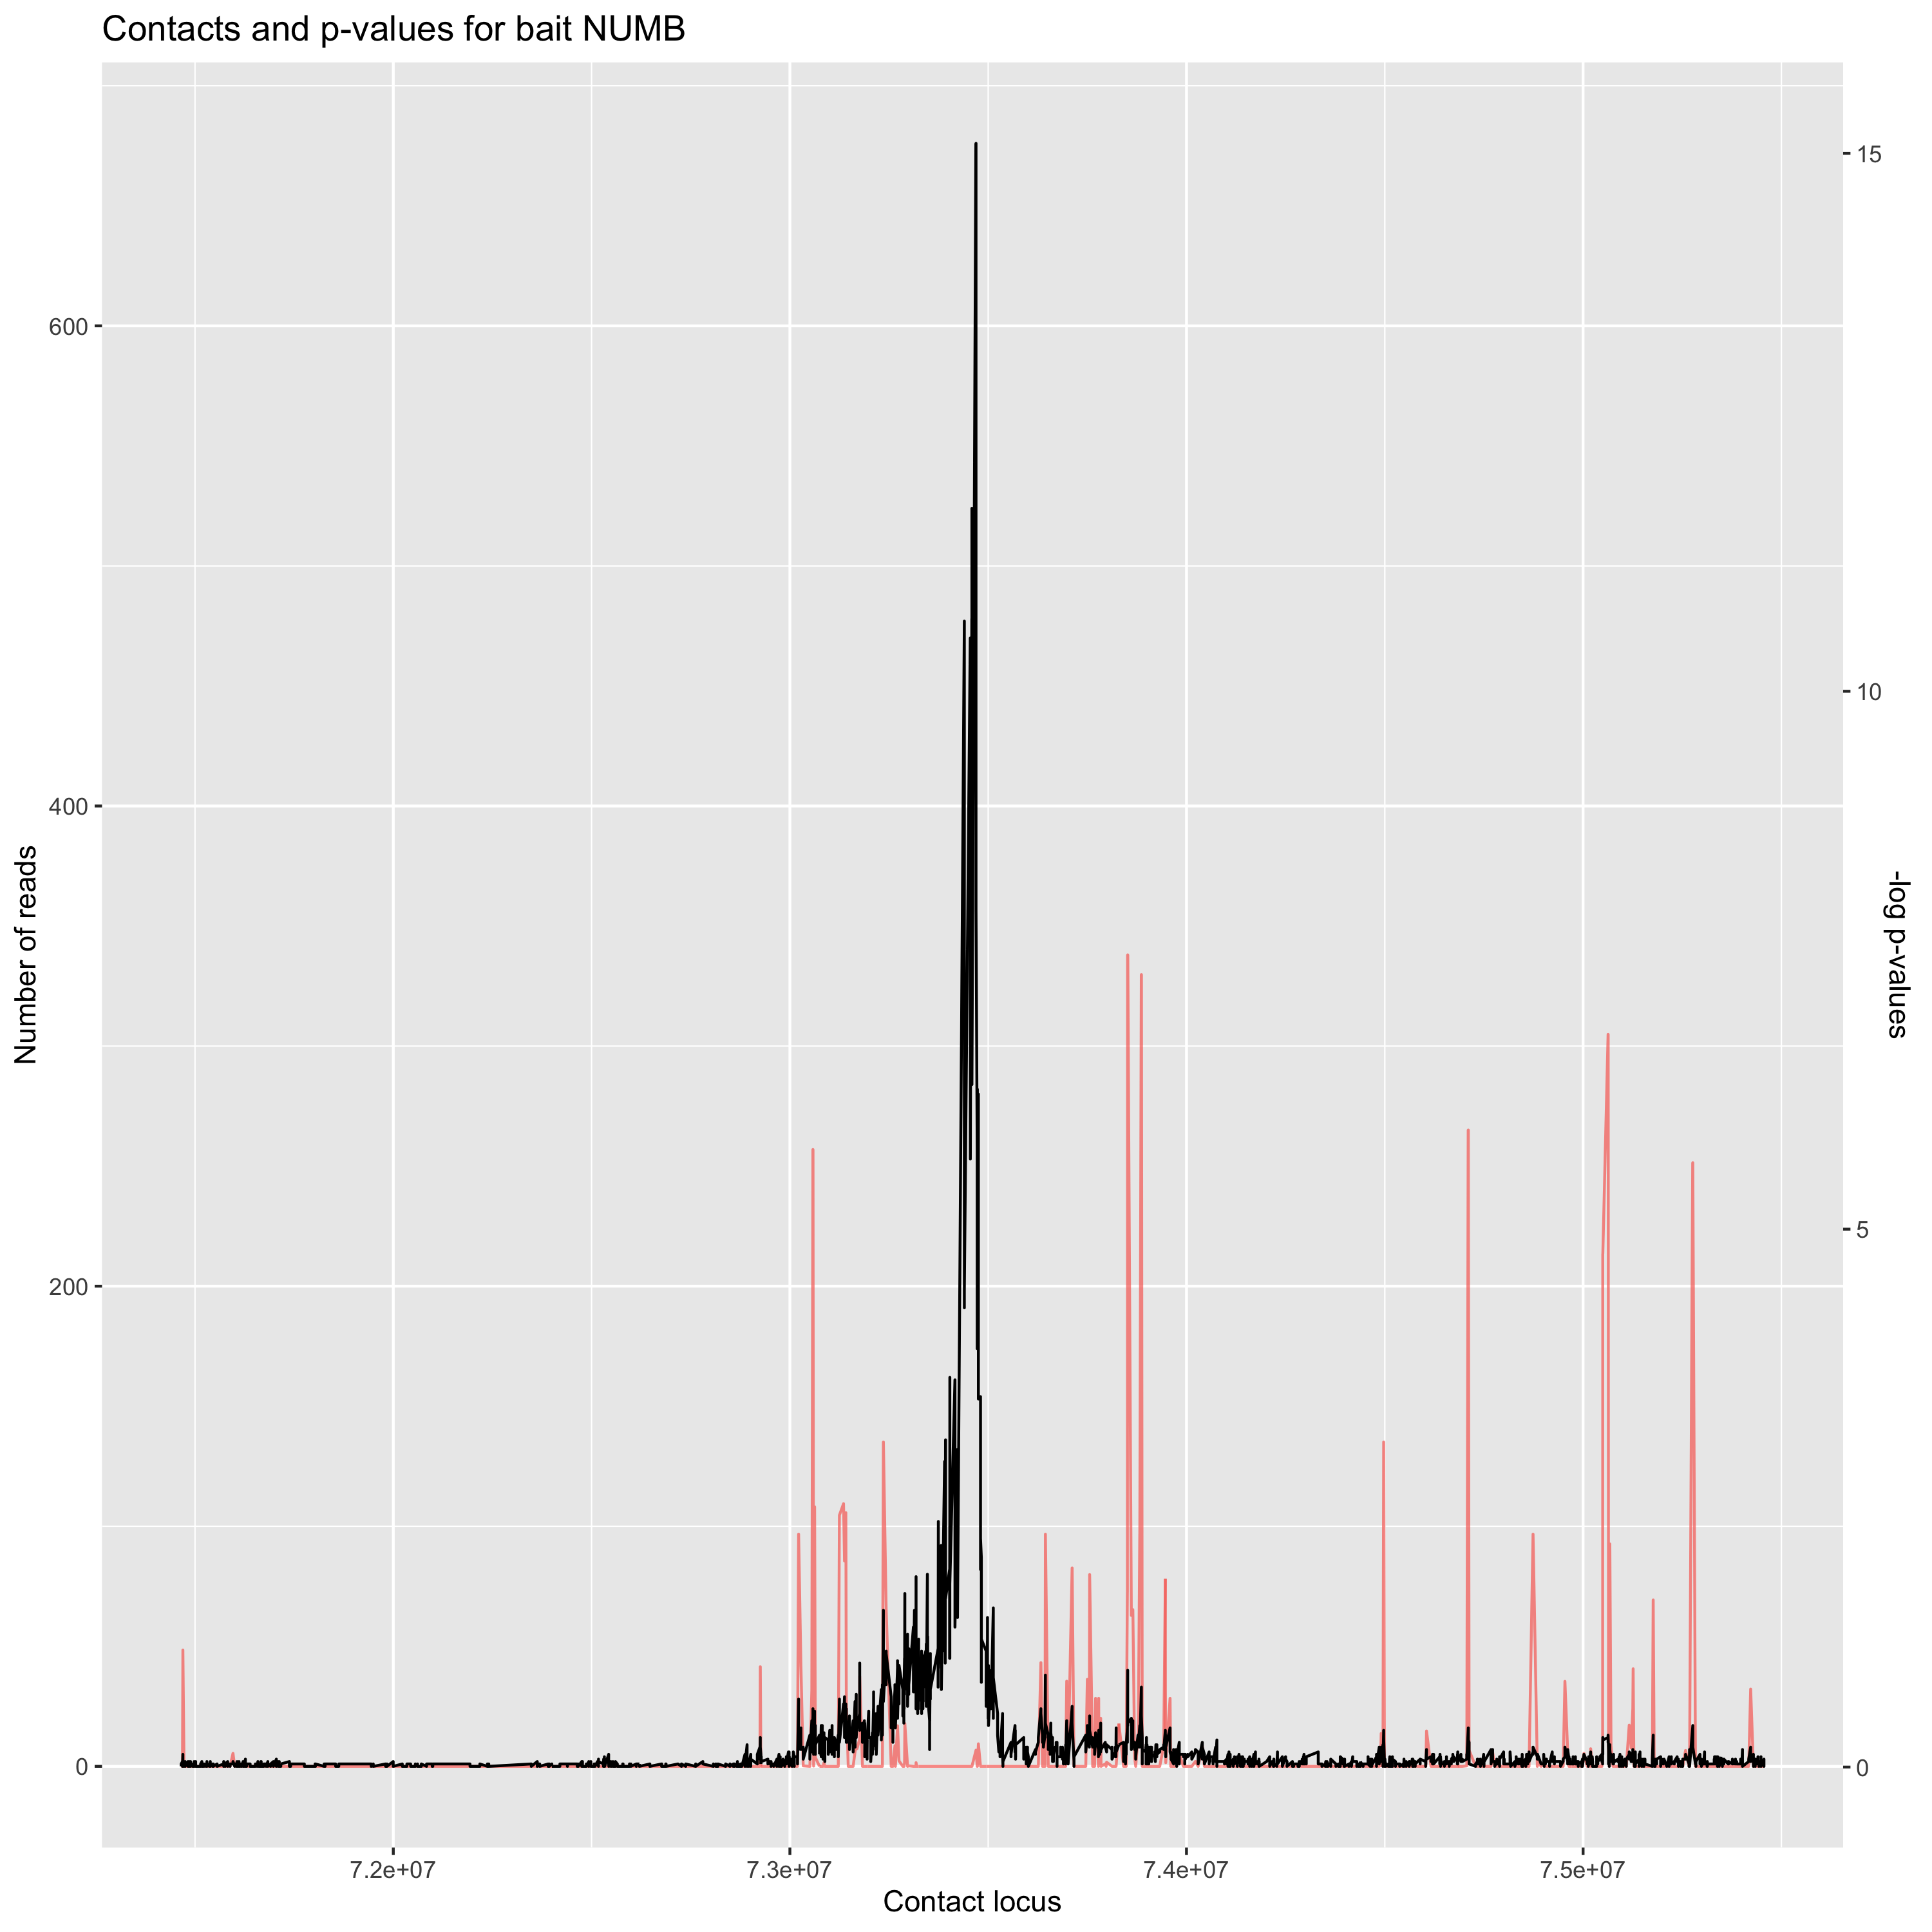 Contacts and p-values for bait NUMB
Number of reads
600
400
200
0
15
10
5
0
-log p-values
7.2e+07 7.3e+07 7.4e+07 7.5e+07
Contact locus